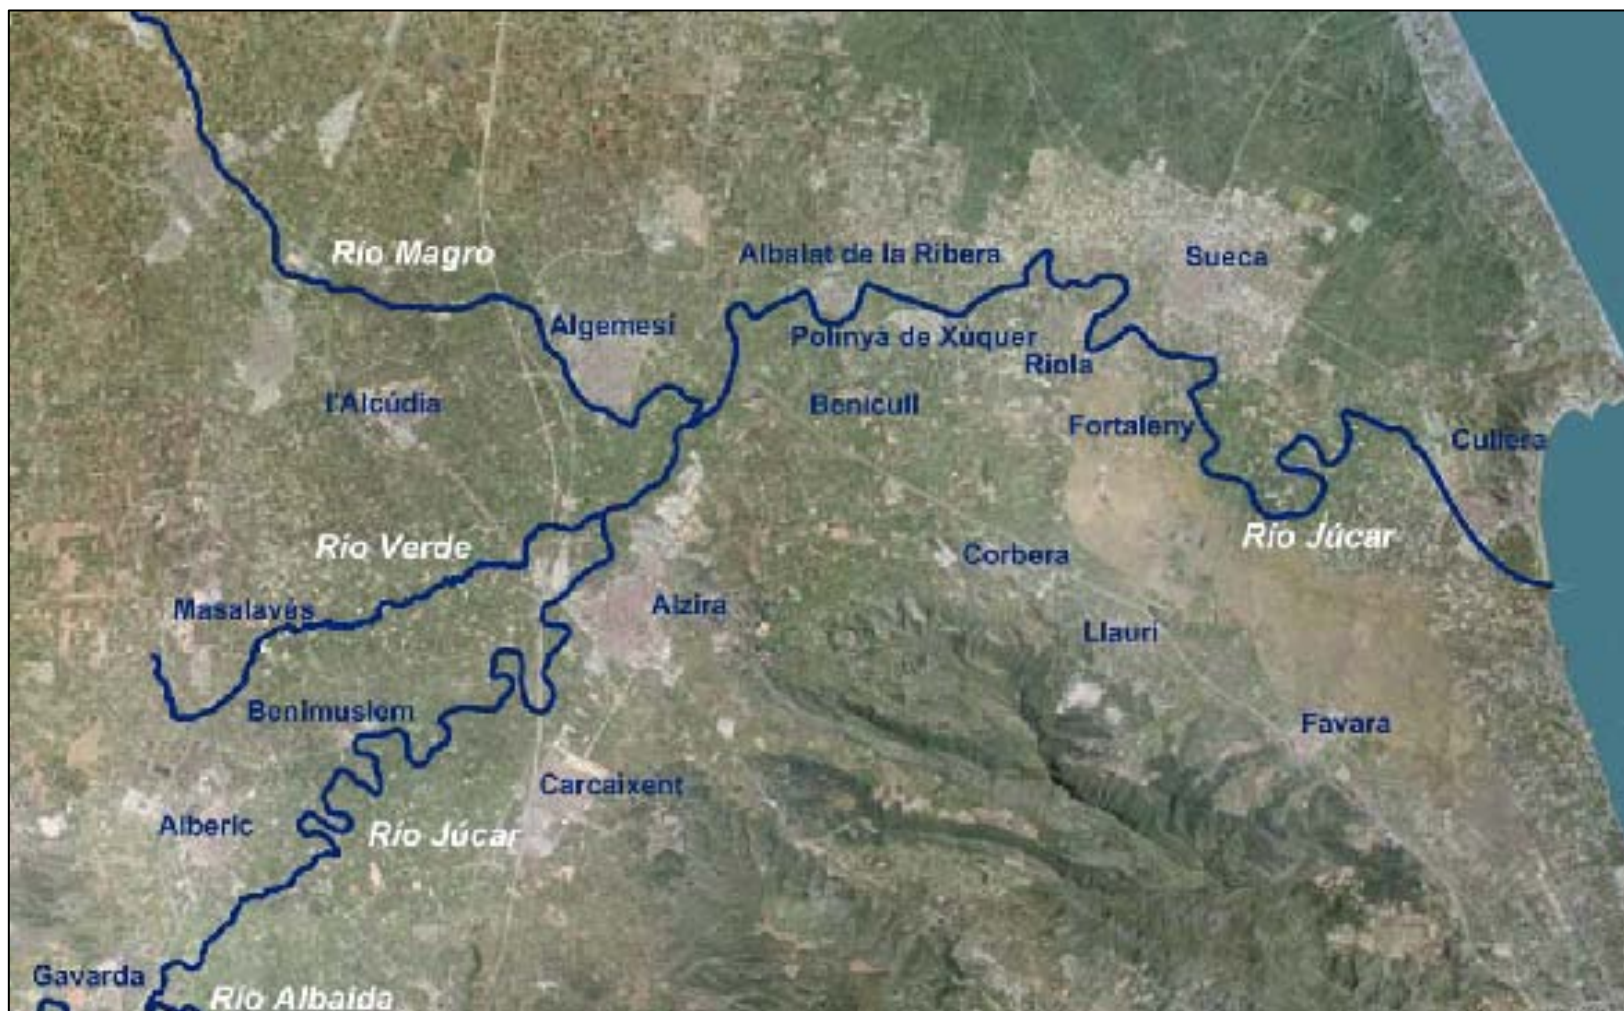 Río Magro
Albalat de la Ribera
Sueca
Algemesí
Polinyà de Xúquer
Riola
l'Alcúdia
Benicull
Fortaleny
Cullera
Río Verde
Río Júcar
Corbera
Masalavés
Alzira
Llaurí
Benimuslem
Favara
Carcaixent
Alberic
Río Júcar
Gavarda
Río Albaida